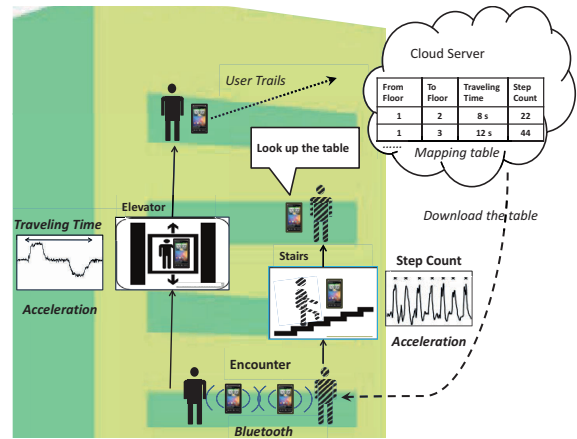 Cloud Server
From Floor To Floor Traveling Time Step Count
1 2 8 s 22
1 3 12 s 44
......
Mapping table
User Trails
Look up the table
Download the table
Elevator
Traveling Time
Acceleration
Stairs
Step Count
Acceleration
Encounter
Bluetooth